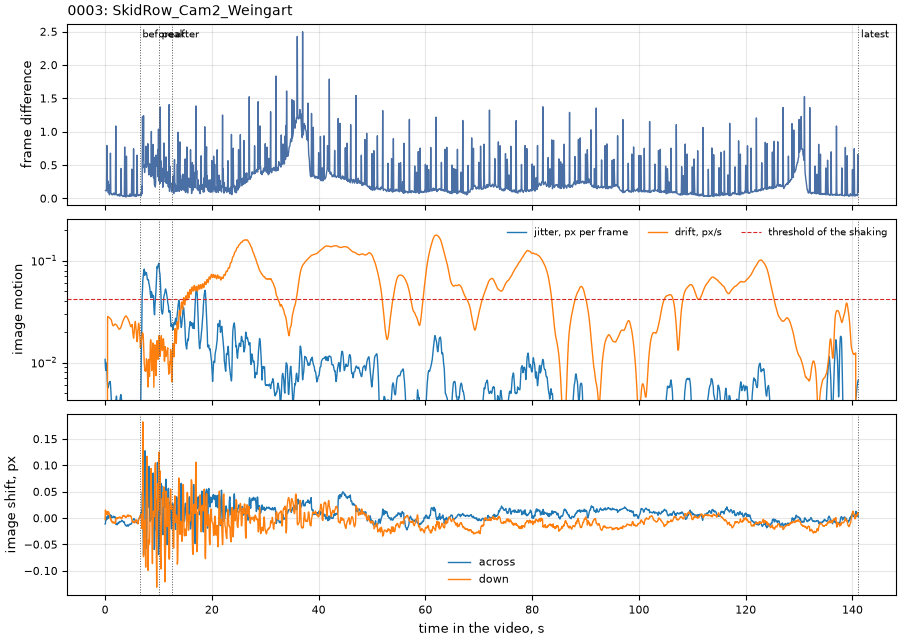 0003: SkidRow_Cam2_Weingart
before
peak
after
latest
frame difference
2.5
2.0
1.5
1.0
0.5
0.0
jitter, px per frame
drift, px/s
threshold of the shaking
image motion
10⁻¹
10⁻²
image shift, px
0.15
0.10
0.05
0.00
−0.05
−0.10
across
down
0 20 40 60 80 100 120 140
time in the video, s